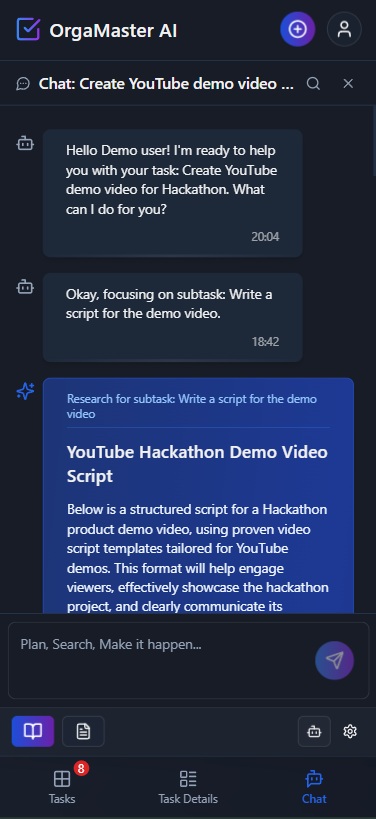 OrgaMaster AI
Chat: Create YouTube demo video ...
Hello Demo user! I'm ready to help
you with your task: Create YouTube
demo video for Hackathon. What
can I do for you?
20:04
Okay, focusing on subtask: Write a
script for the demo video.
18:42
Research for subtask: Write a script for the demo
video
YouTube Hackathon Demo Video
Script
Below is a structured script for a Hackathon
product demo video, using proven video
script templates tailored for YouTube
demos. This format will help engage
viewers, effectively showcase the hackathon
project, and clearly communicate its
Plan, Search, Make it happen...
8
Tasks
Task Details
Chat